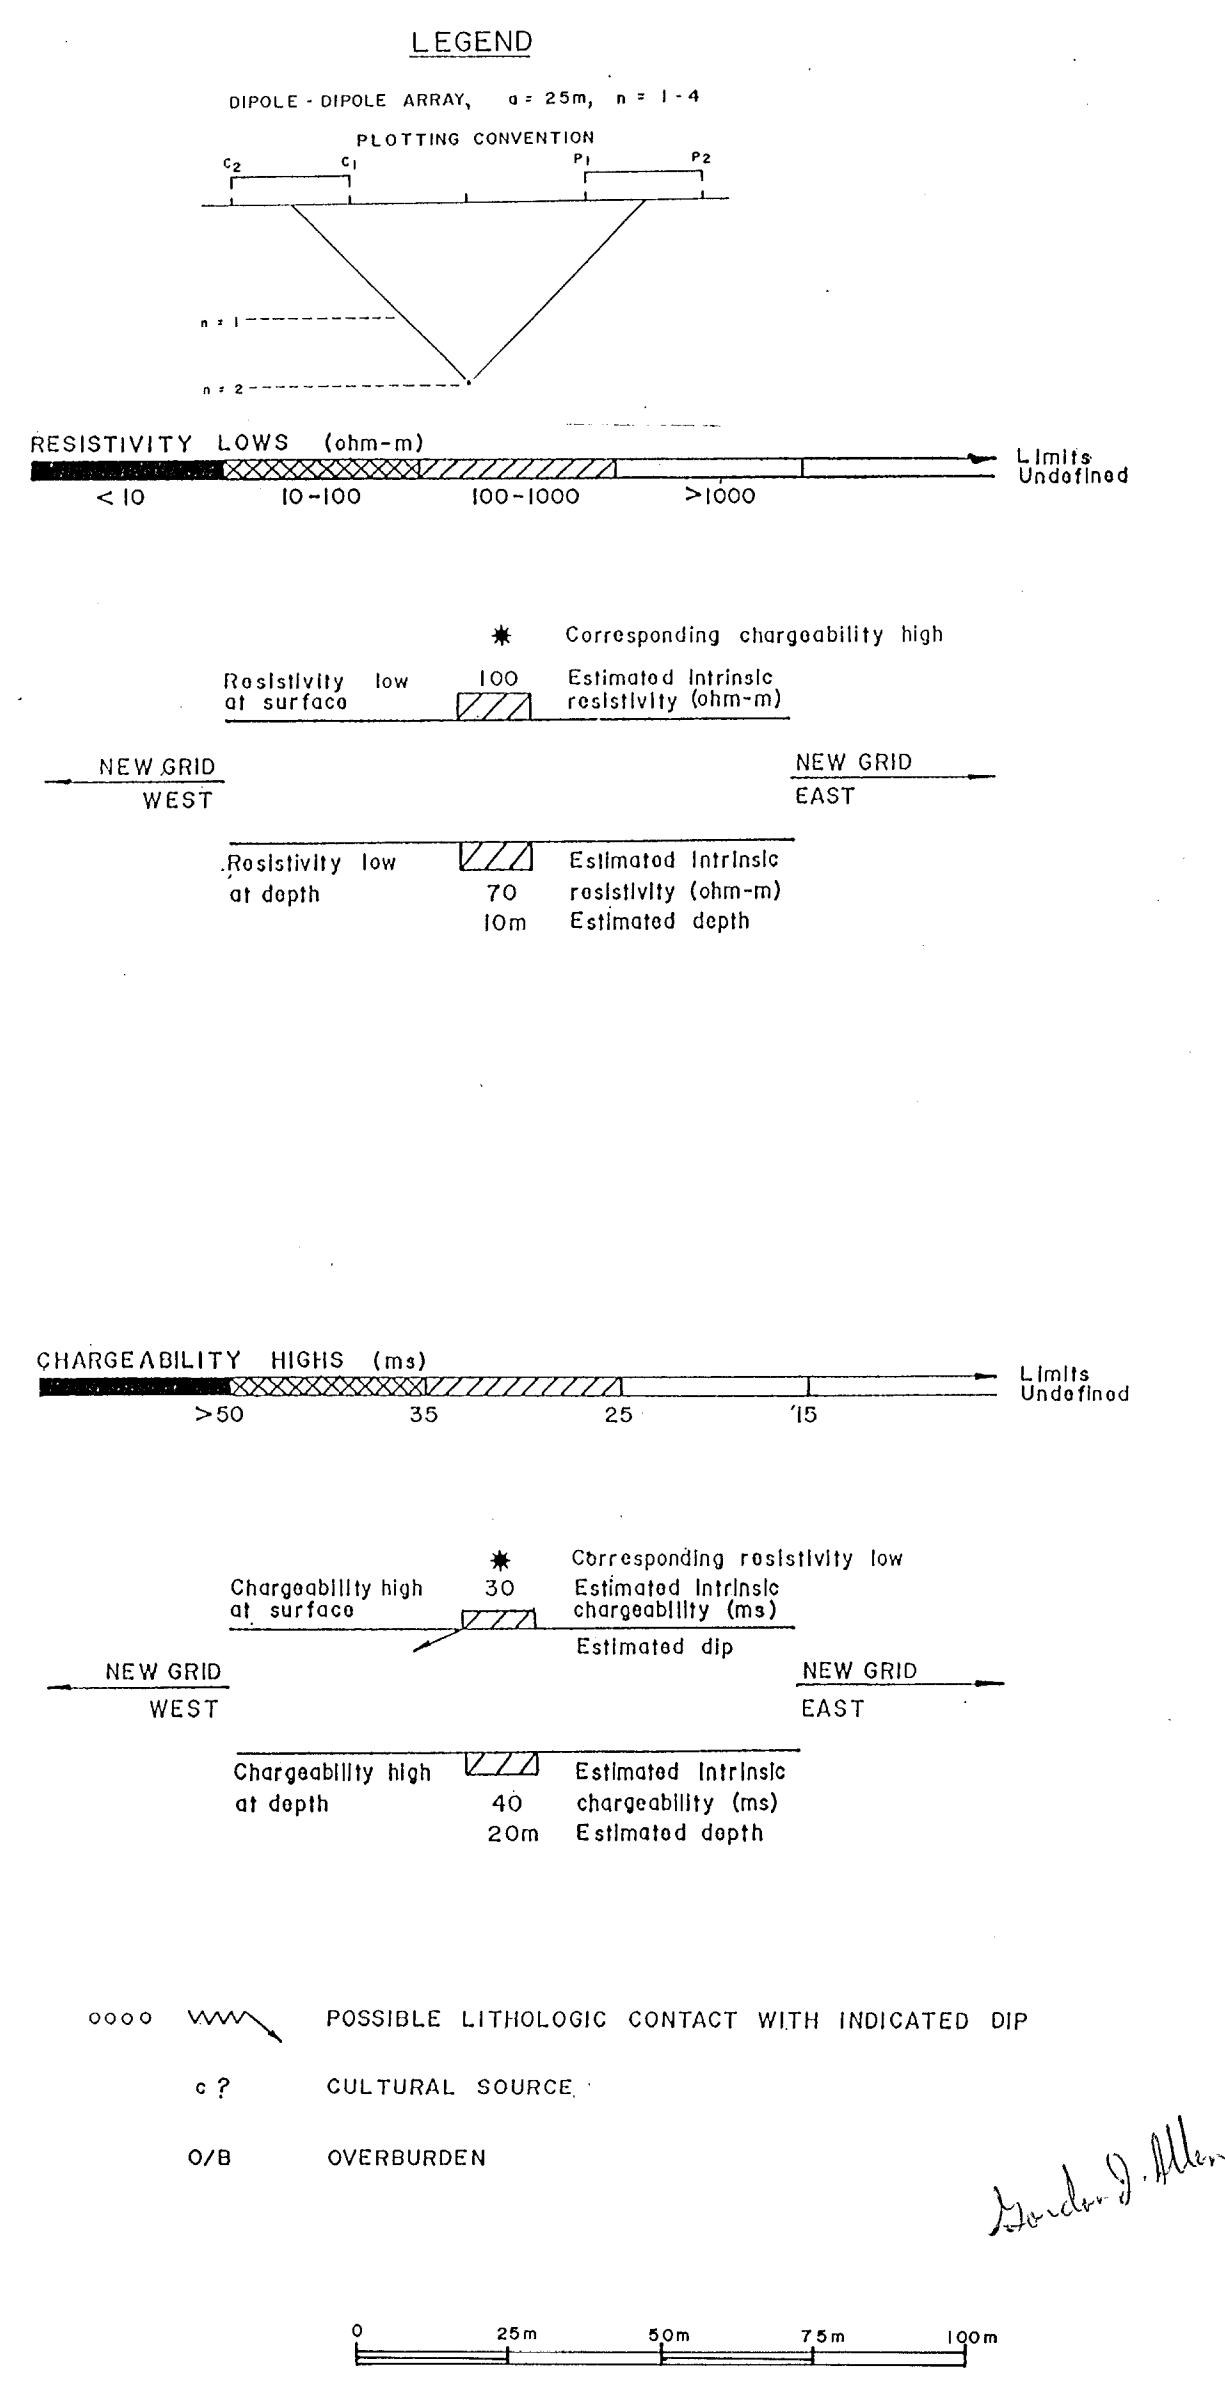 LEGEND
DIPOLE - DIPOLE ARRAY, a = 25m, n = 1 - 4
PLOTTING CONVENTION
C2 C1 P1 P2
n = 1
n = 2
RESISTIVITY LOWS (ohm-m)
Limits
Undefined
< 10 10-100 100-1000 >1000
Corresponding chargeability high
Resistivity low 100 Estimated Intrinsic
at surface resistivity (ohm-m)
NEW GRID NEW GRID
WEST EAST
Resistivity low Estimated Intrinsic
at depth 70 resistivity (ohm-m)
10m Estimated depth
CHARGEABILITY HIGHS (ms)
Limits
Undefined
>50 35 25 15
Corresponding resistivity low
Chargeability high 30 Estimated Intrinsic
at surface chargeability (ms)
Estimated dip
NEW GRID NEW GRID
WEST EAST
Chargeability high Estimated Intrinsic
at depth 40 chargeability (ms)
20m Estimated depth
POSSIBLE LITHOLOGIC CONTACT WITH INDICATED DIP
c ? CULTURAL SOURCE
O/B OVERBURDEN
Gordon J. Allen
0 25m 50m 75m 100m